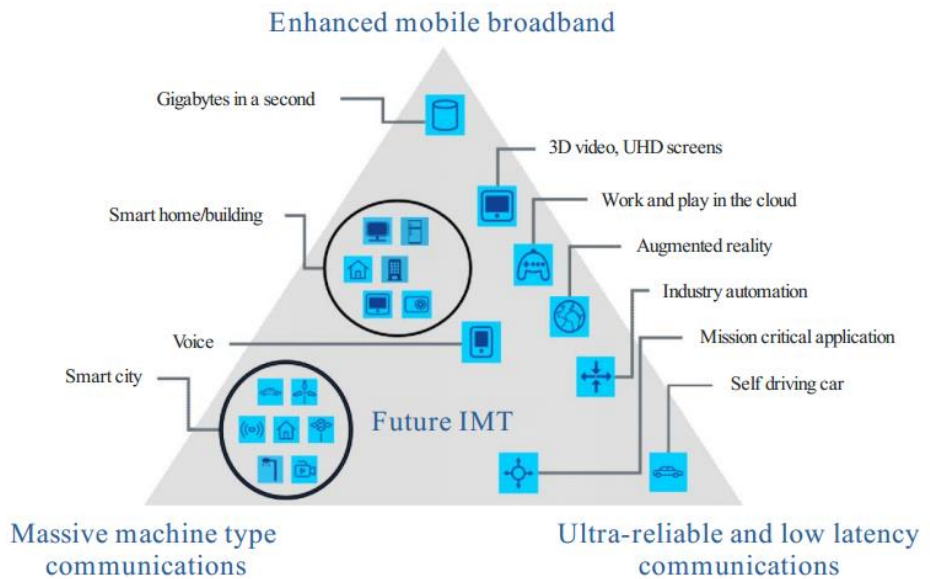 Enhanced mobile broadband
Gigabytes in a second
3D video, UHD screens
Work and play in the cloud
Smart home/building
Augmented reality
Industry automation
Mission critical application
Voice
Smart city
Self driving car
Future IMT
Massive machine type
communications
Ultra-reliable and low latency
communications